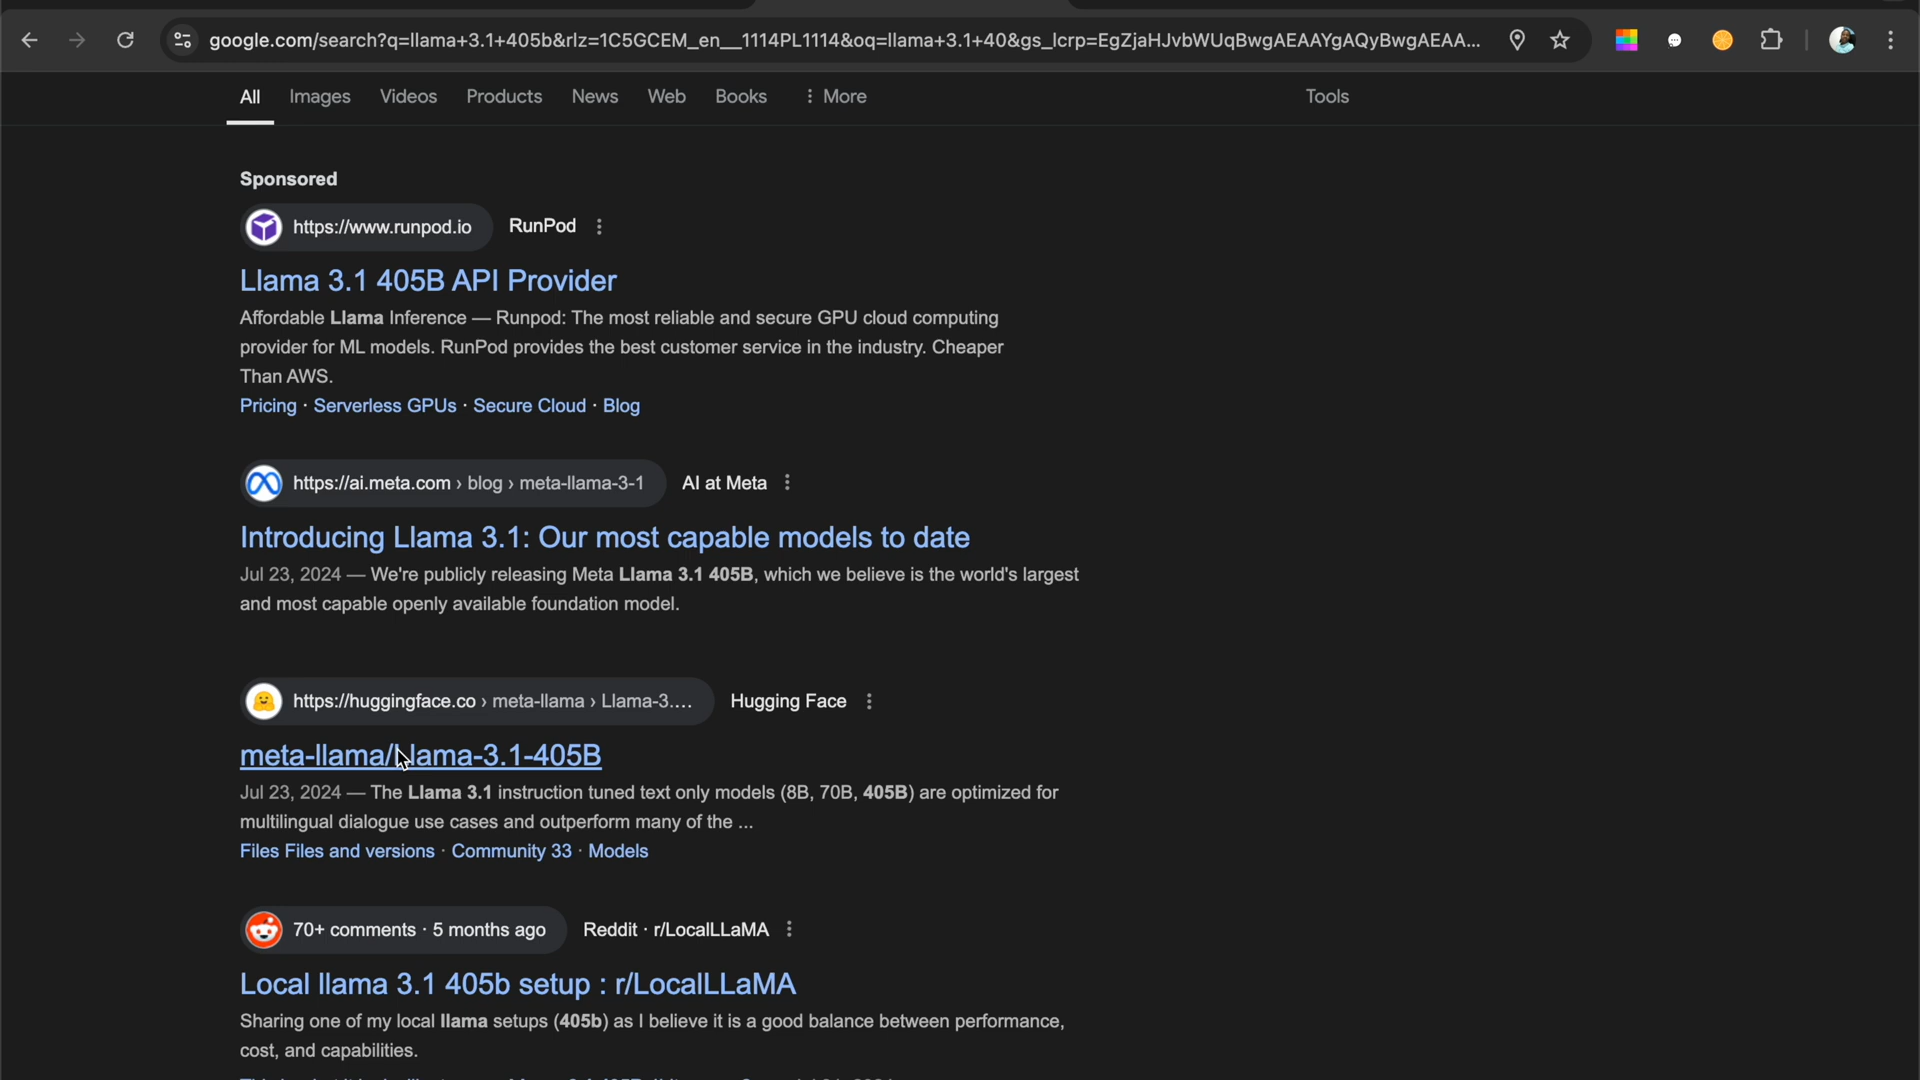 google.com/search?q=llama+3.1+405b&rlz=1C5GCEM_en__1114PL1114&oq=llama+3.1+40&gs_lcrp=EgZjaHJvbWUqBwgAEAAYgAQyBwgAEAA...
All Images Videos Products News Web Books More Tools
Sponsored
https://www.runpod.io RunPod
Llama 3.1 405B API Provider
Affordable Llama Inference — Runpod: The most reliable and secure GPU cloud computing
provider for ML models. RunPod provides the best customer service in the industry. Cheaper
Than AWS.
Pricing · Serverless GPUs · Secure Cloud · Blog
https://ai.meta.com › blog › meta-llama-3-1 AI at Meta
Introducing Llama 3.1: Our most capable models to date
Jul 23, 2024 — We're publicly releasing Meta Llama 3.1 405B, which we believe is the world's largest
and most capable openly available foundation model.
https://huggingface.co › meta-llama › Llama-3.... Hugging Face
meta-llama/Llama-3.1-405B
Jul 23, 2024 — The Llama 3.1 instruction tuned text only models (8B, 70B, 405B) are optimized for
multilingual dialogue use cases and outperform many of the ...
Files Files and versions · Community 33 · Models
70+ comments · 5 months ago Reddit · r/LocalLLaMA
Local llama 3.1 405b setup : r/LocalLLaMA
Sharing one of my local llama setups (405b) as I believe it is a good balance between performance,
cost, and capabilities.